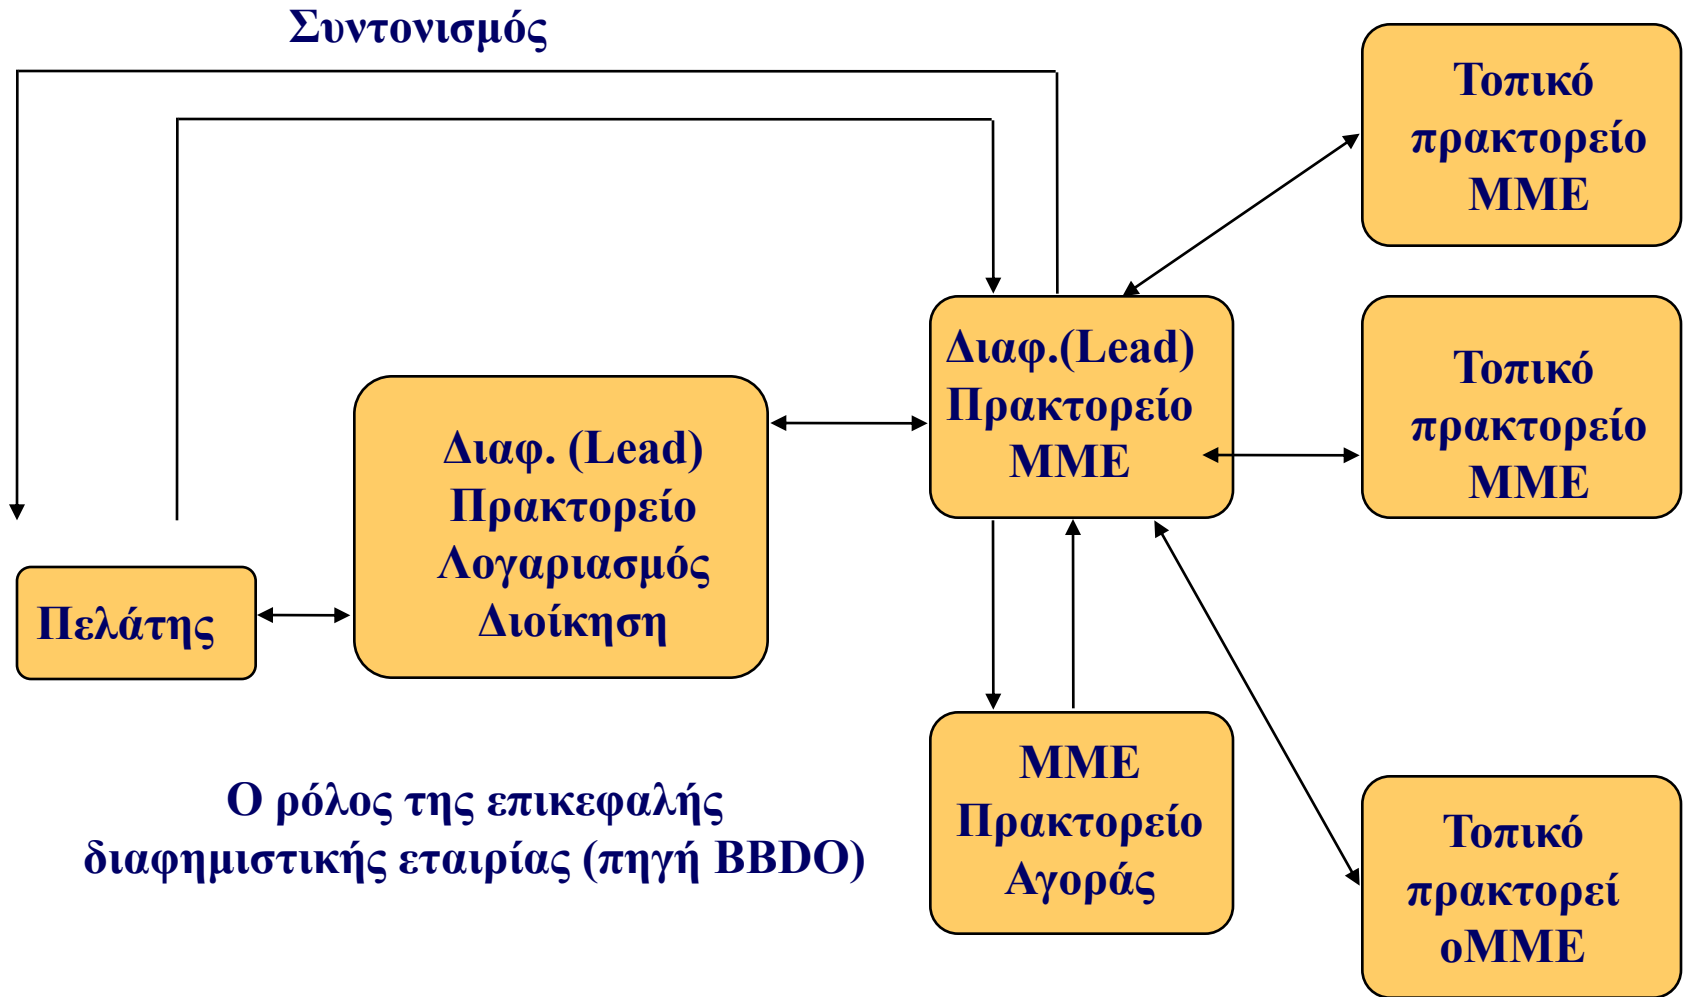 Συντονισμός
Τοπικό
πρακτορείο
ΜΜΕ
Διαφ.(Lead)
Πρακτορείο
ΜΜΕ
Τοπικό
πρακτορείο
ΜΜΕ
Διαφ. (Lead)
Πρακτορείο
Λογαριασμός
Διοίκηση
Πελάτης
ΜΜΕ
Πρακτορείο
Αγοράς
Ο ρόλος της επικεφαλής
διαφημιστικής εταιρίας (πηγή BBDO)
Τοπικό
πρακτορεί
οΜΜΕ